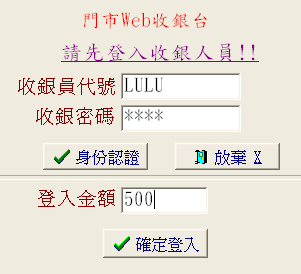 門市Web收銀台
請先登入收銀人員!!
收銀員代號 LULU
收銀密碼 ****
身份認證 放棄 X
登入金額 500
確定登入